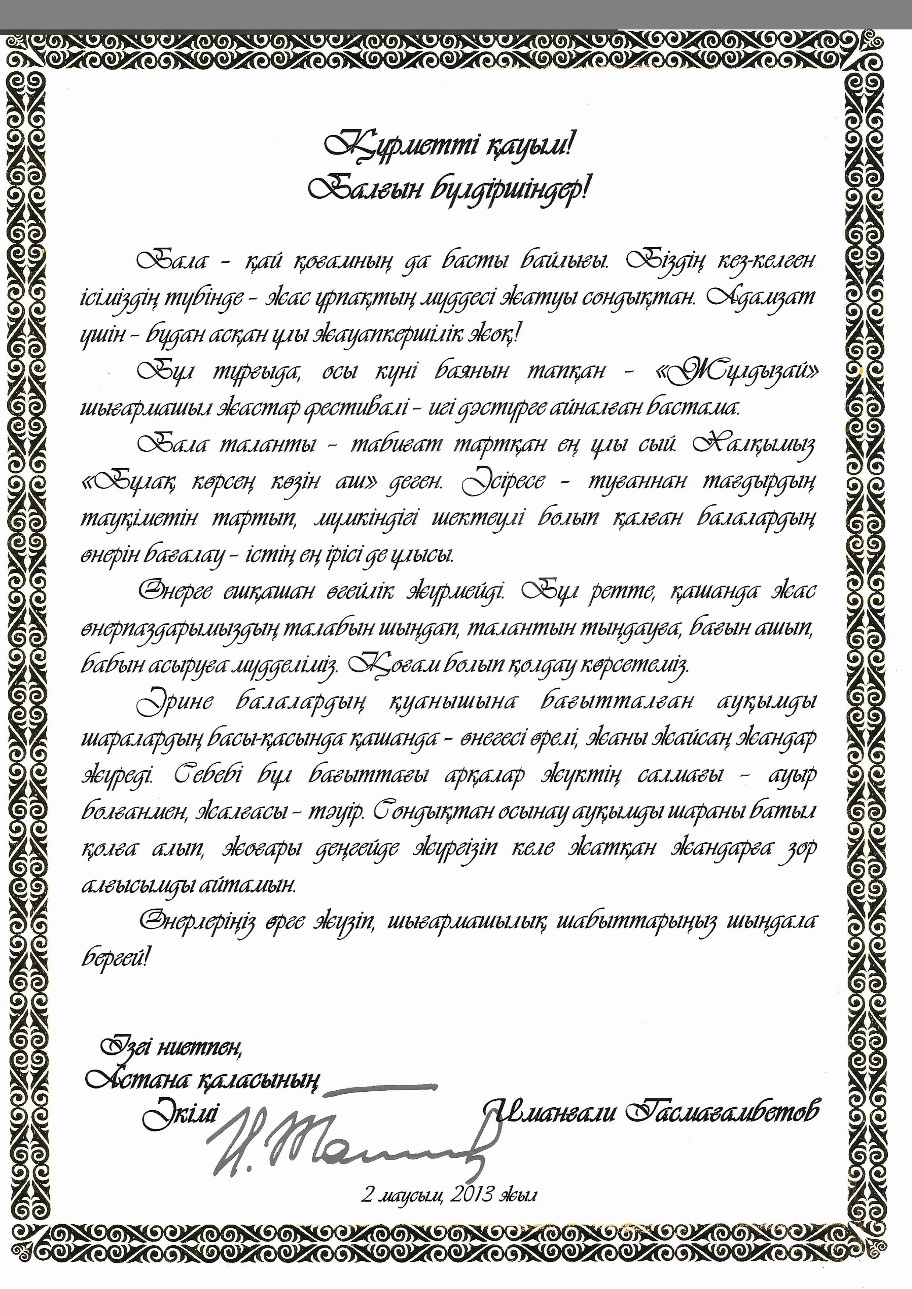 Құрметті қауым!
Балғын бүлдіршіндер!
Бала – қай қоғамның да басты байлығы. Біздің кез-келген
ісіміздің түбінде – жас ұрпақтың мүддесі жатуы сондықтан. Адамзат
үшін – бұдан асқан ұлы жауапкершілік жоқ!
Бұл тұрғыда, осы күні баянын тапқан – «Жұлдызай»
шығармашыл жастар фестивалі – игі дәстүрге айналған бастама.
Бала таланты – табиғат тартқан ең ұлы сый. Халқымыз
«Бұлақ көрсең көзін аш» деген. Әсіресе – туғаннан тағдырдың
тауқіметін тартып, мүмкіндігі шектеулі болып қалған балалардың
өнерін бағалау – істің ең ірісі де ұлысы.
Өнерге ешқашан өгейлік жүрмейді. Бұл ретте, қашанда жас
өнерпаздарымыздың талабын шыңдап, талантын тыңдауға, бағын ашып,
бабын асыруға мүдделіміз. Қоғам болып қолдау көрсетеміз.
Әрине балалардың қуанышына бағытталған ауқымды
шаралардың басы-қасында қашанда – өнегесі өрелі, жаны жайсаң жандар
жүреді. Себебі бұл бағыттағы арқалар жүктің салмағы – ауыр
болғанмен, жалғасы – тәуір. Сондықтан осынау ауқымды шараны батыл
қолға алып, жоғары деңгейде жүргізіп келе жатқан жандарға зор
алғысымды айтамын.
Өнерлеріңіз өрге жүзіп, шығармашылық шабыттарыңыз шыңдала
бергей!
Ізгі ниетпен,
Астана қаласының
Әкімі Иманғали Тасмағамбетов
2 маусым, 2013 жыл